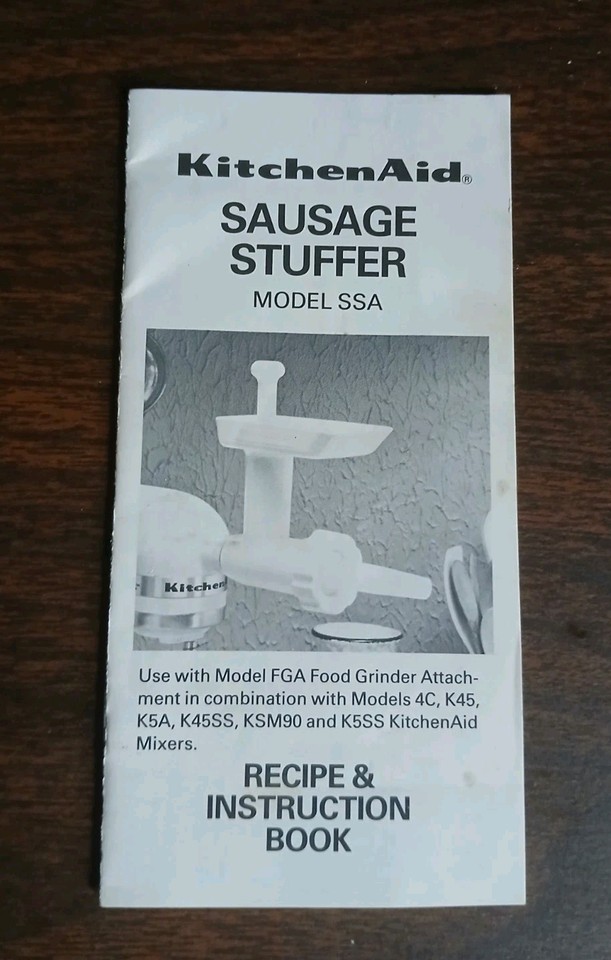 KitchenAid®
SAUSAGE
STUFFER
MODEL SSA
Kitchen
Use with Model FGA Food Grinder Attach-
ment in combination with Models 4C, K45,
K5A, K45SS, KSM90 and K5SS KitchenAid
Mixers.
RECIPE &
INSTRUCTION
BOOK